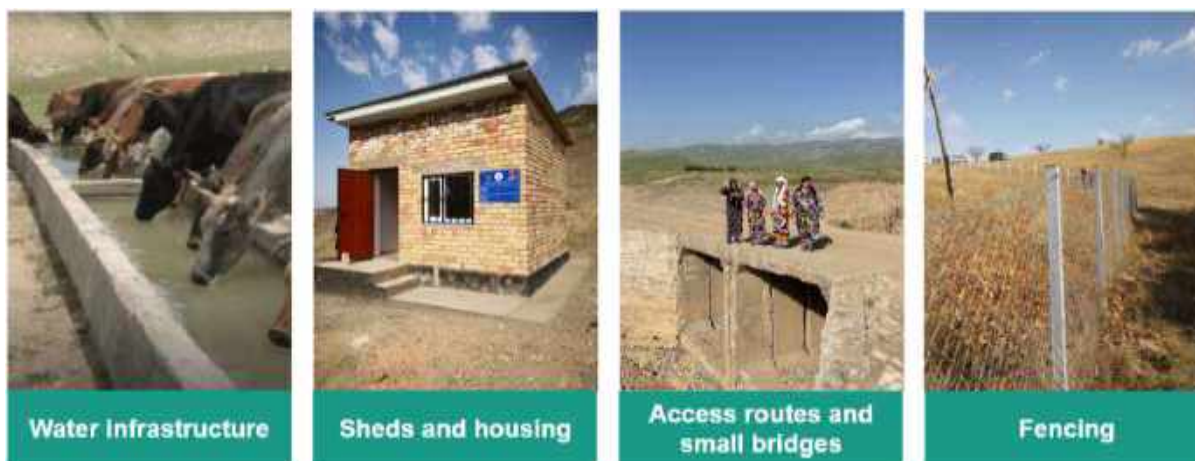 Water infrastructure
Sheds and housing
Access routes and
small bridges
Fencing